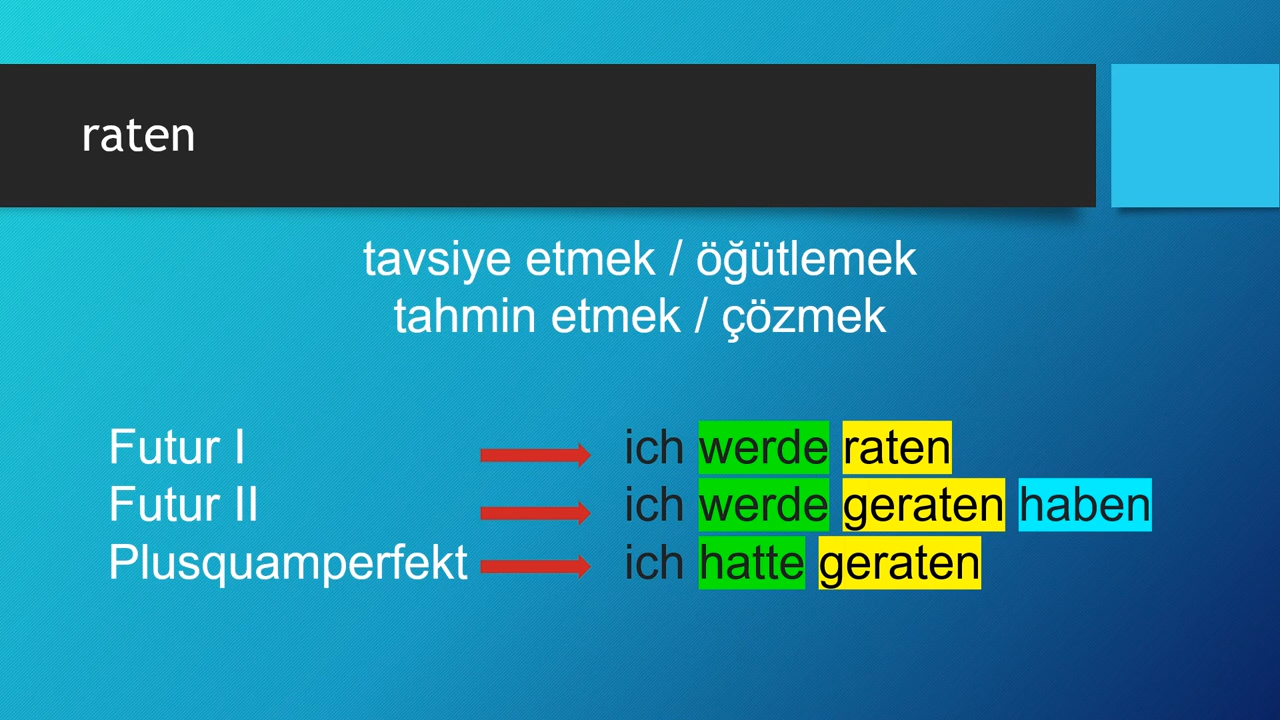 raten
tavsiye etmek / öğütlemek
tahmin etmek / çözmek
Futur I ich werde raten
Futur II ich werde geraten haben
Plusquamperfekt ich hatte geraten